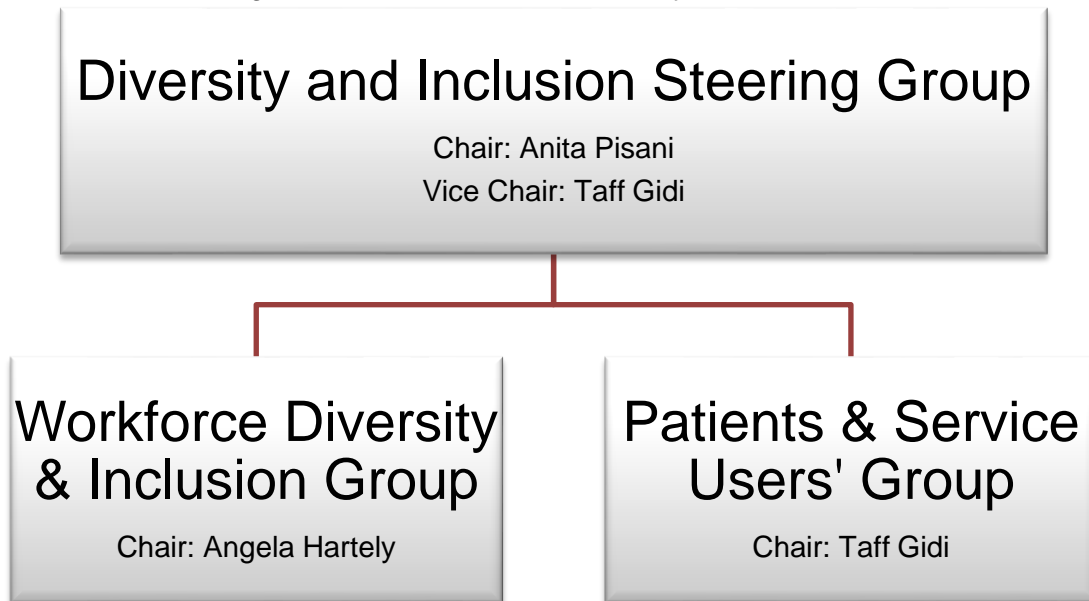 Diversity and Inclusion Steering Group
Chair: Anita Pisani
Vice Chair: Taff Gidi
Workforce Diversity
& Inclusion Group
Chair: Angela Hartely
Patients & Service
Users' Group
Chair: Taff Gidi